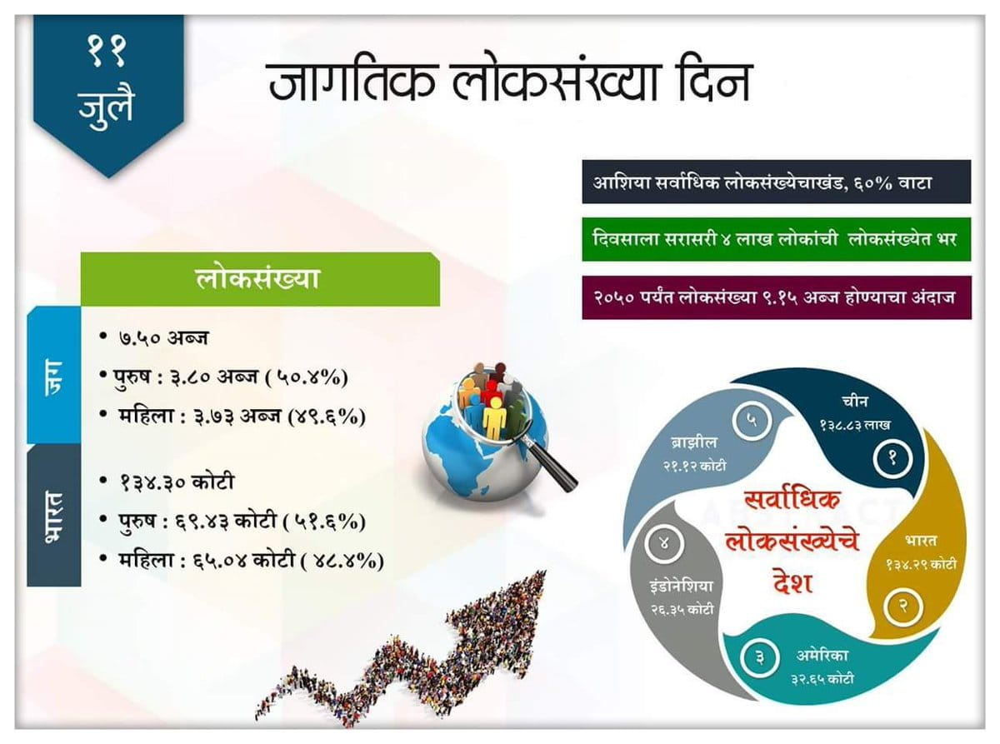 ११
जुलै
जागतिक लोकसंख्या दिन
आशिया सर्वाधिक लोकसंख्येचाखंड, ६०% वाटा
दिवसाला सरासरी ४ लाख लोकांची लोकसंख्येत भर
२०५० पर्यंत लोकसंख्या ९.१५ अब्ज होण्याचा अंदाज
लोकसंख्या
जग
• ७.५० अब्ज
• पुरुष : ३.८० अब्ज ( ५०.४%)
• महिला : ३.७३ अब्ज (४९.६%)
भारत
• १३४.३० कोटी
• पुरुष : ६९.४३ कोटी ( ५१.६%)
• महिला : ६५.०४ कोटी ( ४८.४%)
सर्वाधिक
लोकसंख्येचे
देश
चीन
१३८.८३ लाख
१
भारत
१३४.२९ कोटी
२
३
अमेरिका
३२.६५ कोटी
४
इंडोनेशिया
२६.३५ कोटी
५
ब्राझील
२१.१२ कोटी
ABSTRACT